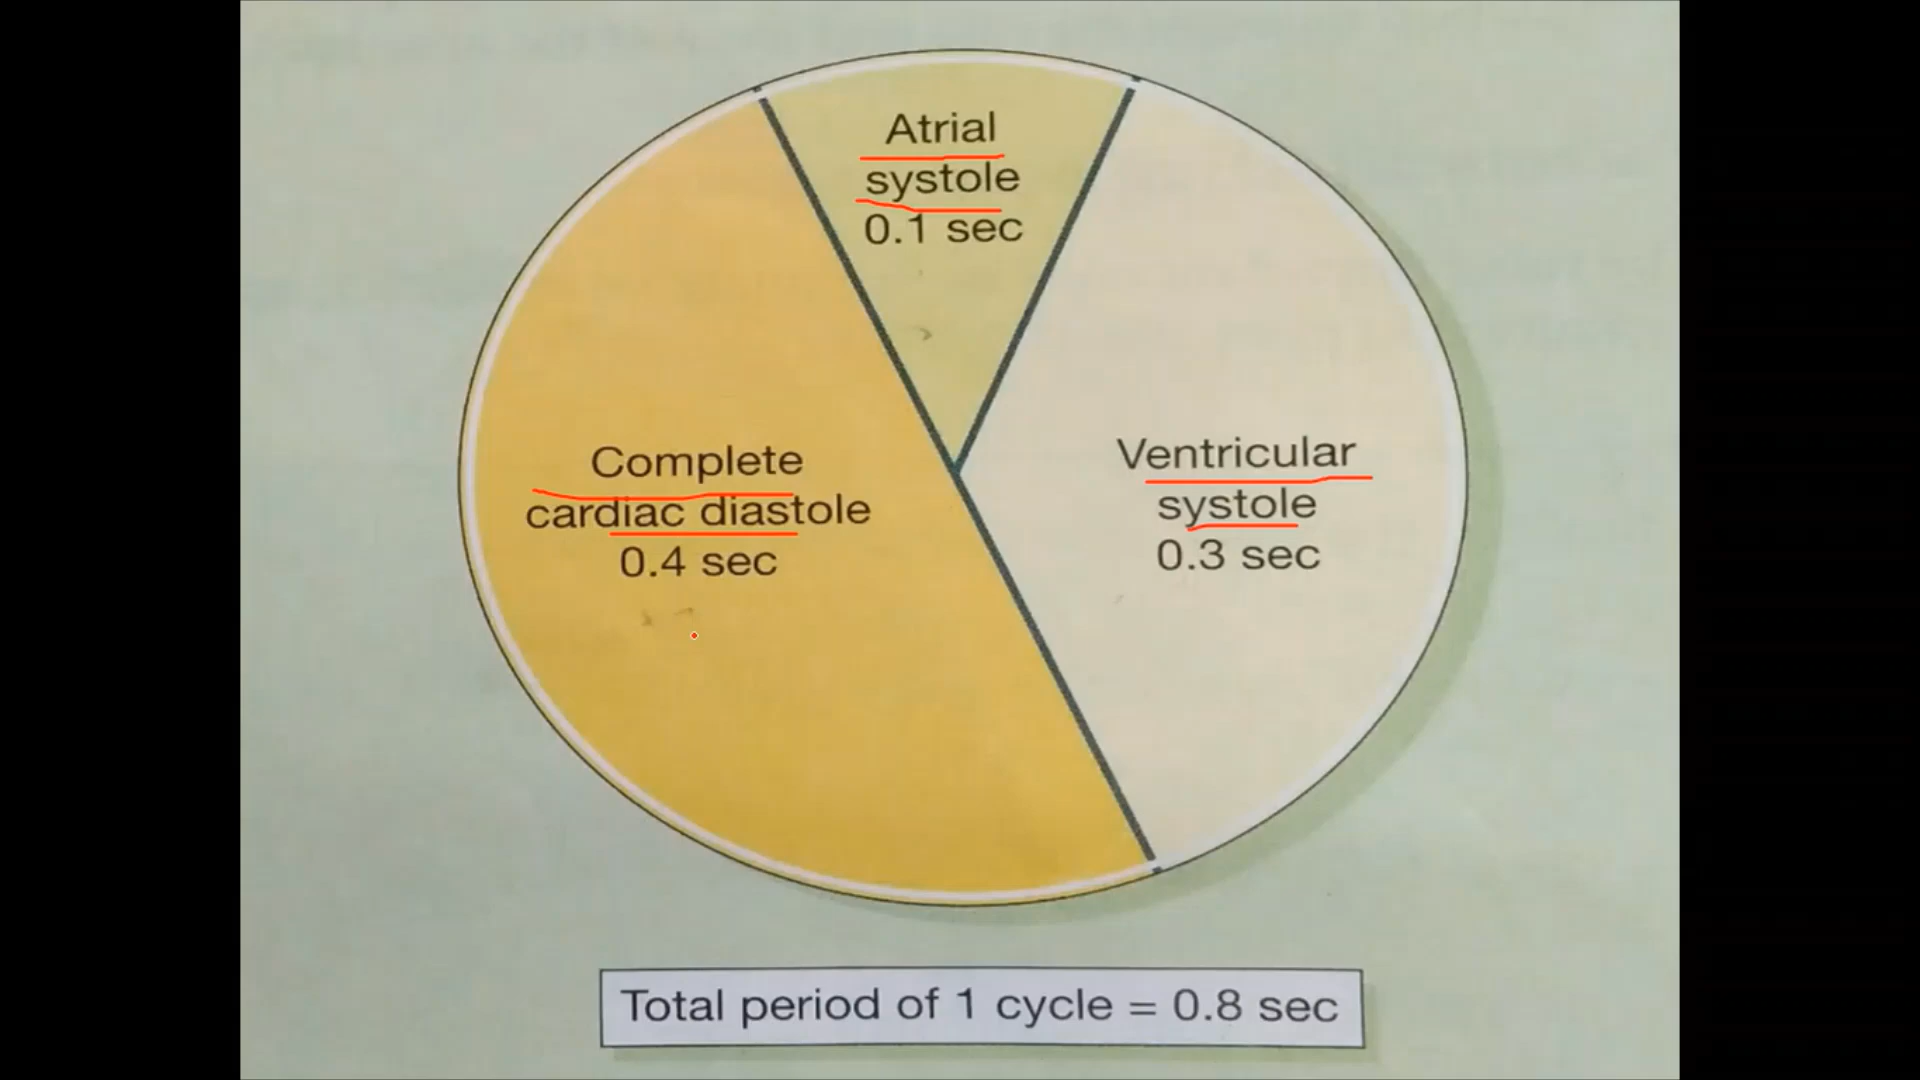 Atrial
systole
0.1 sec
Complete
cardiac diastole
0.4 sec
Ventricular
systole
0.3 sec
Total period of 1 cycle = 0.8 sec